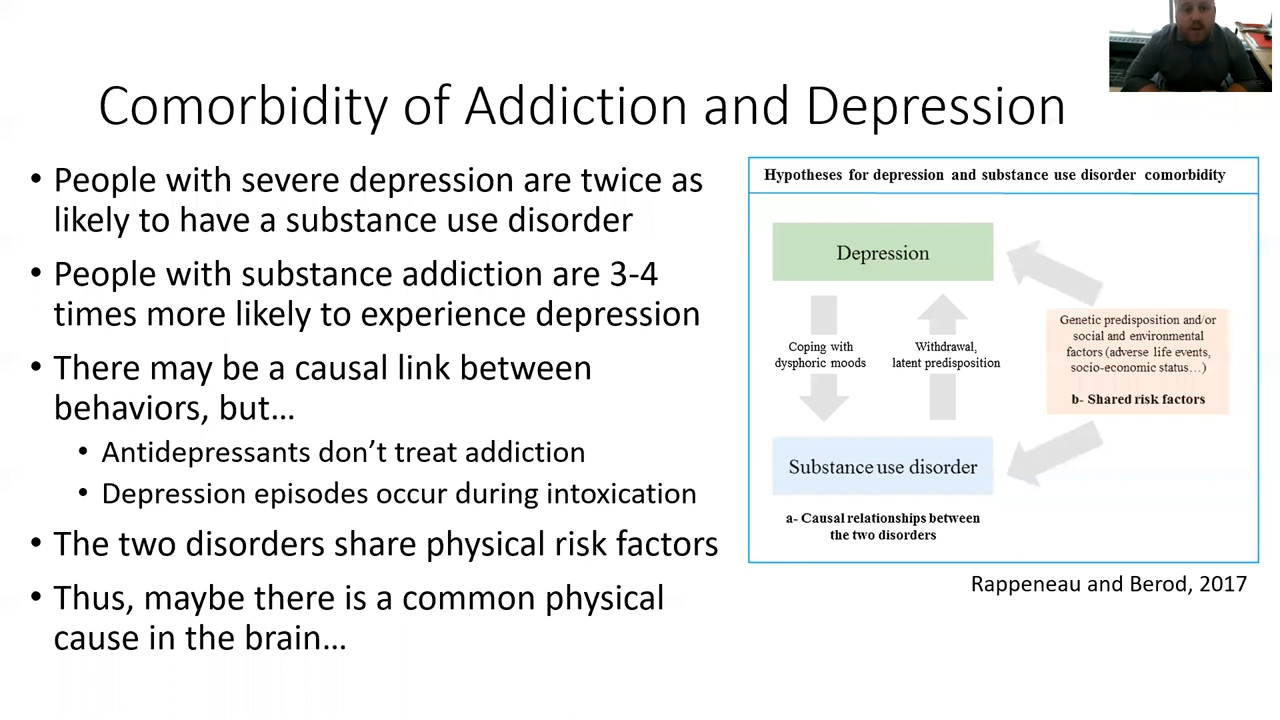 Comorbidity of Addiction and Depression
• People with severe depression are twice as
likely to have a substance use disorder
• People with substance addiction are 3-4
times more likely to experience depression
• There may be a causal link between
behaviors, but…
• Antidepressants don’t treat addiction
• Depression episodes occur during intoxication
• The two disorders share physical risk factors
• Thus, maybe there is a common physical
cause in the brain…
Hypotheses for depression and substance use disorder comorbidity
Depression
Coping with
dysphoric moods
Withdrawal,
latent predisposition
Substance use disorder
a- Causal relationships between
the two disorders
Genetic predisposition and/or
social and environmental
factors (adverse life events,
socio-economic status…)
b- Shared risk factors
Rappeneau and Berod, 2017